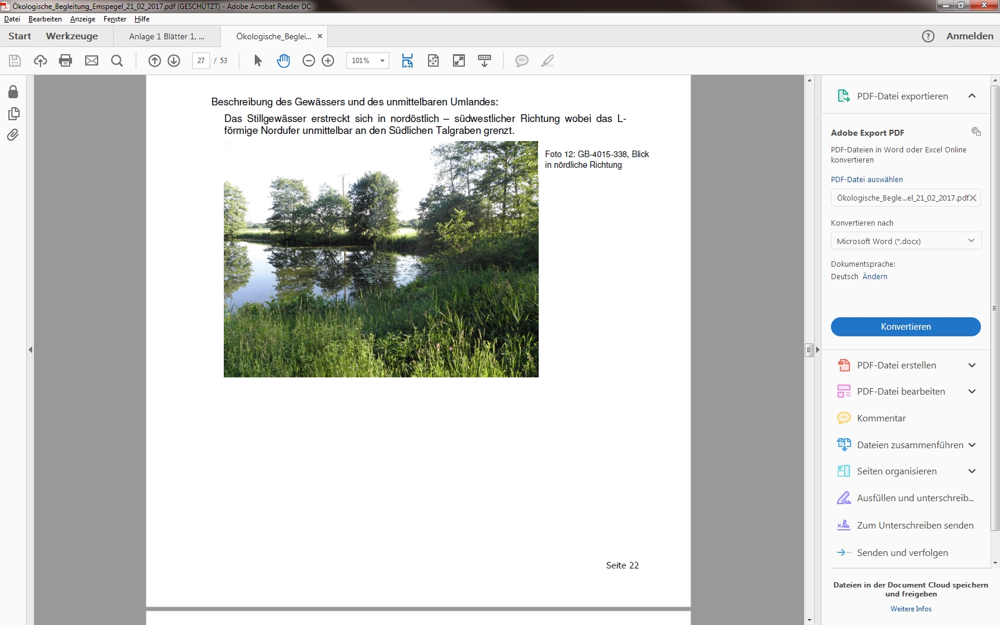 Ökologische_Begleitung_Emspegel_21_02_2017.pdf (GESCHÜTZT) - Adobe Acrobat Reader DC
Datei Bearbeiten Anzeige Fenster Hilfe
Start Werkzeuge Anlage 1 Blätter 1, ... Ökologische_Beglei... × ? Anmelden
27 / 53 101%
Beschreibung des Gewässers und des unmittelbaren Umlandes:
Das Stillgewässer erstreckt sich in nordöstlich – südwestlicher Richtung wobei das L-
förmige Nordufer unmittelbar an den Südlichen Talgraben grenzt.
Foto 12: GB-4015-338, Blick
in nördliche Richtung
Seite 22
PDF-Datei exportieren
Adobe Export PDF
PDF-Dateien in Word oder Excel Online
konvertieren
PDF-Datei auswählen
Ökologische_Begle...el_21_02_2017.pdf
Konvertieren nach
Microsoft Word (*.docx)
Dokumentsprache:
Deutsch Ändern
Konvertieren
PDF-Datei erstellen
PDF-Datei bearbeiten
Kommentar
Dateien zusammenführen
Seiten organisieren
Ausfüllen und unterschreib...
Zum Unterschreiben senden
Senden und verfolgen
Dateien in der Document Cloud speichern
und freigeben
Weitere Infos